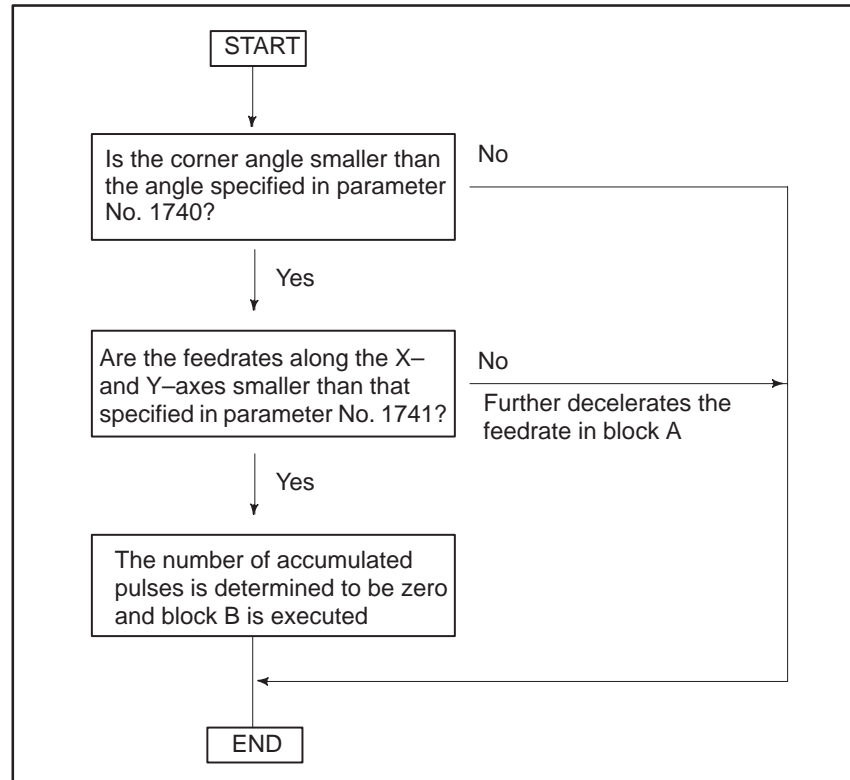 START
Is the corner angle smaller than
the angle specified in parameter
No. 1740?
No
Yes
Are the feedrates along the X–
and Y–axes smaller than that
specified in parameter No. 1741?
No
Further decelerates the
feedrate in block A
Yes
The number of accumulated
pulses is determined to be zero
and block B is executed
END